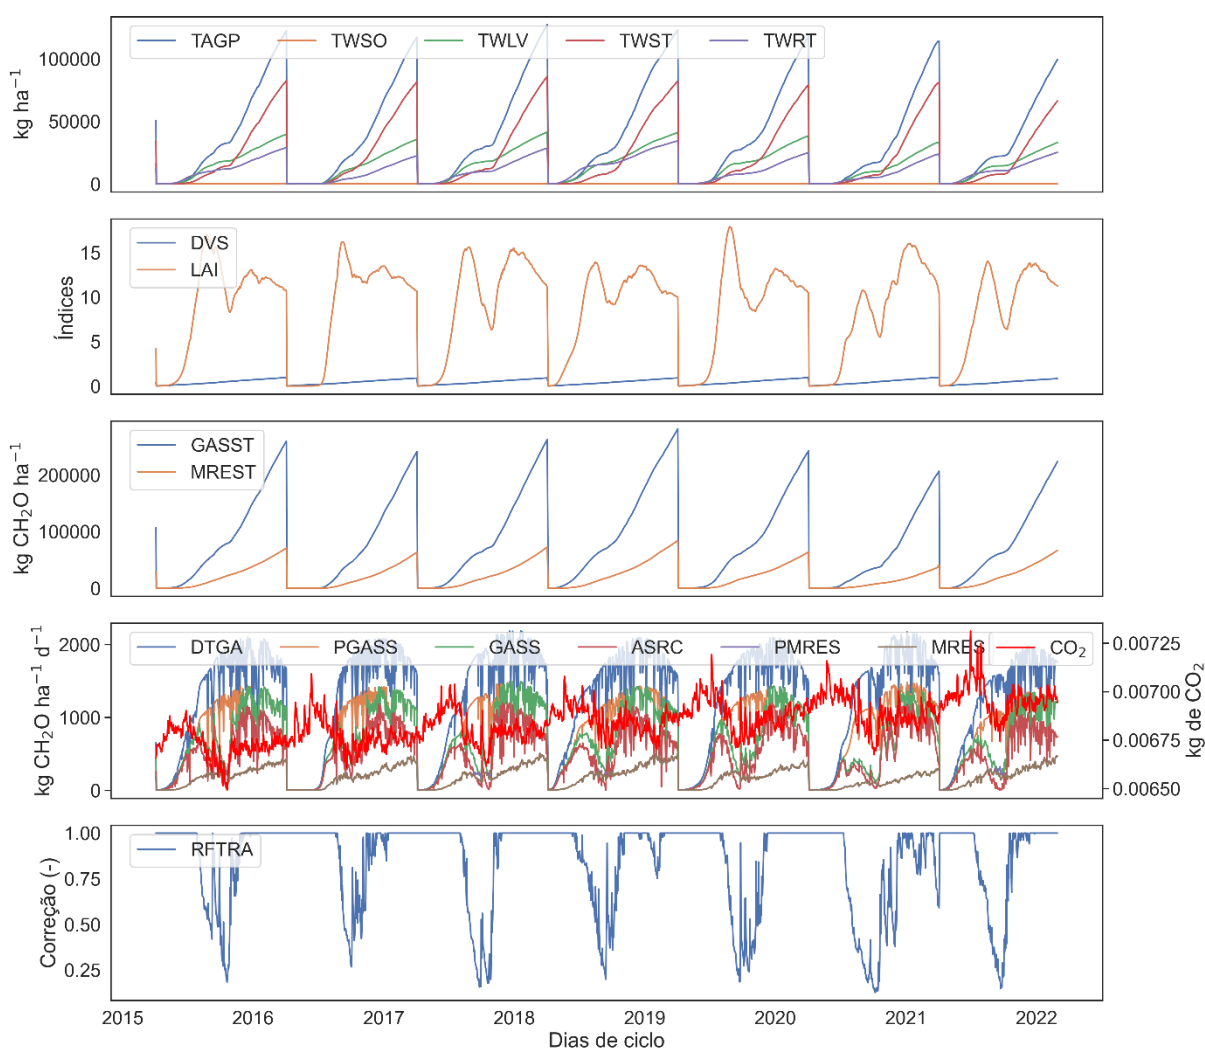 TAGP TWSO TWLV TWST TWRT
kg ha⁻¹
100000
50000
0
DVS
LAI
Índices
15
10
5
0
GASST
MREST
kg CH₂O ha⁻¹
200000
100000
0
DTGA PGASS GASS ASRC PMRES MRES CO₂
kg CH₂O ha⁻¹ d⁻¹
2000
1000
0
0.00725
0.00700
0.00675
0.00650
kg de CO₂
RFTRA
Correção (-)
1.00
0.75
0.50
0.25
2015 2016 2017 2018 2019 2020 2021 2022
Dias de ciclo